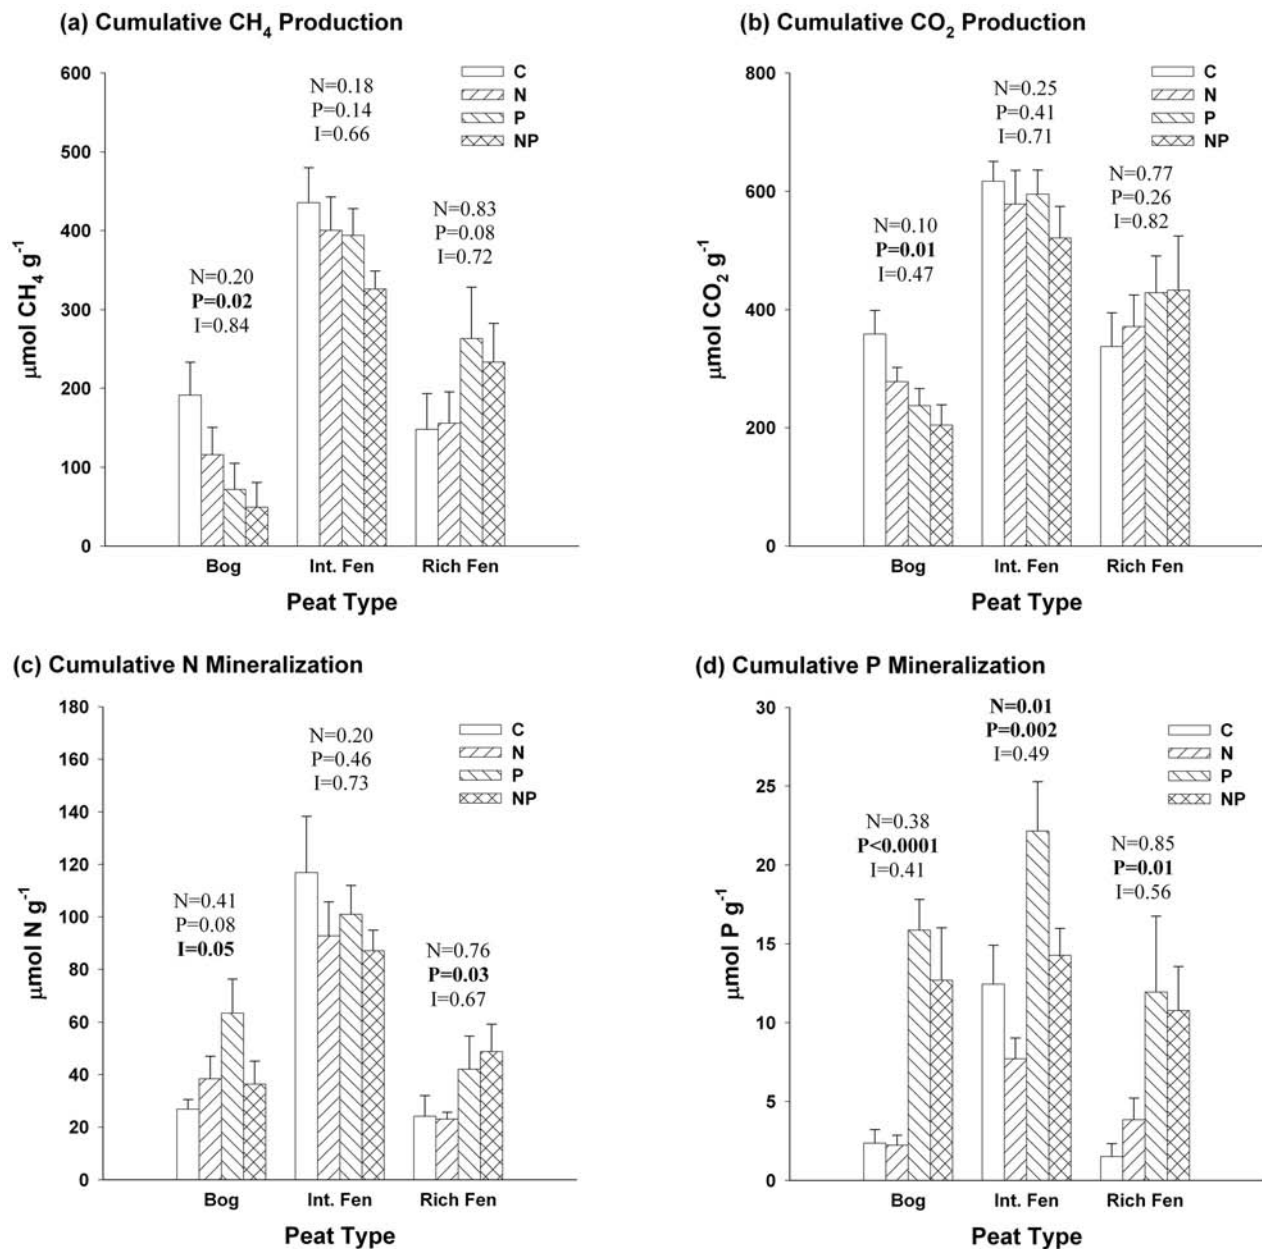 (a) Cumulative CH4 Production
600
500
400
300
200
100
0
μmol CH4 g-1
C
N
P
NP
N=0.20
P=0.02
I=0.84
N=0.18
P=0.14
I=0.66
N=0.83
P=0.08
I=0.72
Bog
Int. Fen
Rich Fen
Peat Type
(b) Cumulative CO2 Production
800
600
400
200
0
μmol CO2 g-1
C
N
P
NP
N=0.10
P=0.01
I=0.47
N=0.25
P=0.41
I=0.71
N=0.77
P=0.26
I=0.82
Bog
Int. Fen
Rich Fen
Peat Type
(c) Cumulative N Mineralization
180
160
140
120
100
80
60
40
20
0
μmol N g-1
C
N
P
NP
N=0.41
P=0.08
I=0.05
N=0.20
P=0.46
I=0.73
N=0.76
P=0.03
I=0.67
Bog
Int. Fen
Rich Fen
Peat Type
(d) Cumulative P Mineralization
30
25
20
15
10
5
0
μmol P g-1
C
N
P
NP
N=0.38
P<0.0001
I=0.41
N=0.01
P=0.002
I=0.49
N=0.85
P=0.01
I=0.56
Bog
Int. Fen
Rich Fen
Peat Type